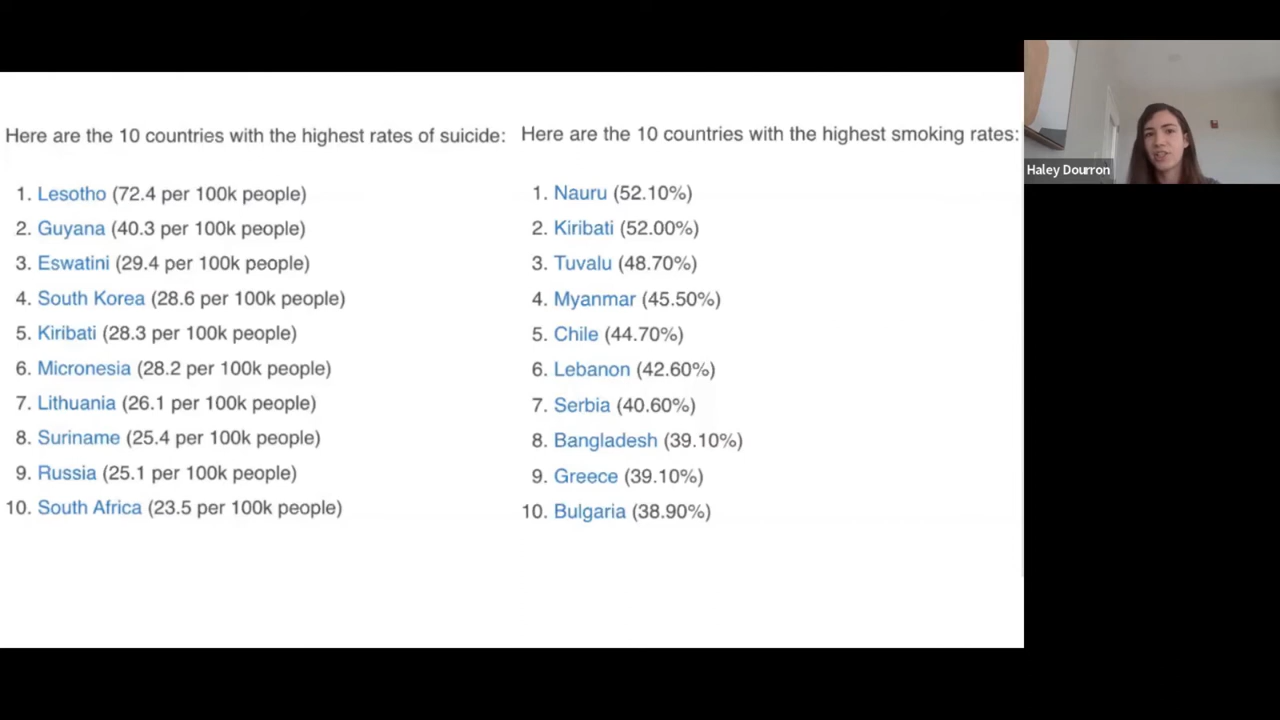 Here are the 10 countries with the highest rates of suicide:
1. Lesotho (72.4 per 100k people)
2. Guyana (40.3 per 100k people)
3. Eswatini (29.4 per 100k people)
4. South Korea (28.6 per 100k people)
5. Kiribati (28.3 per 100k people)
6. Micronesia (28.2 per 100k people)
7. Lithuania (26.1 per 100k people)
8. Suriname (25.4 per 100k people)
9. Russia (25.1 per 100k people)
10. South Africa (23.5 per 100k people)
Here are the 10 countries with the highest smoking rates:
1. Nauru (52.10%)
2. Kiribati (52.00%)
3. Tuvalu (48.70%)
4. Myanmar (45.50%)
5. Chile (44.70%)
6. Lebanon (42.60%)
7. Serbia (40.60%)
8. Bangladesh (39.10%)
9. Greece (39.10%)
10. Bulgaria (38.90%)
Haley Dourron